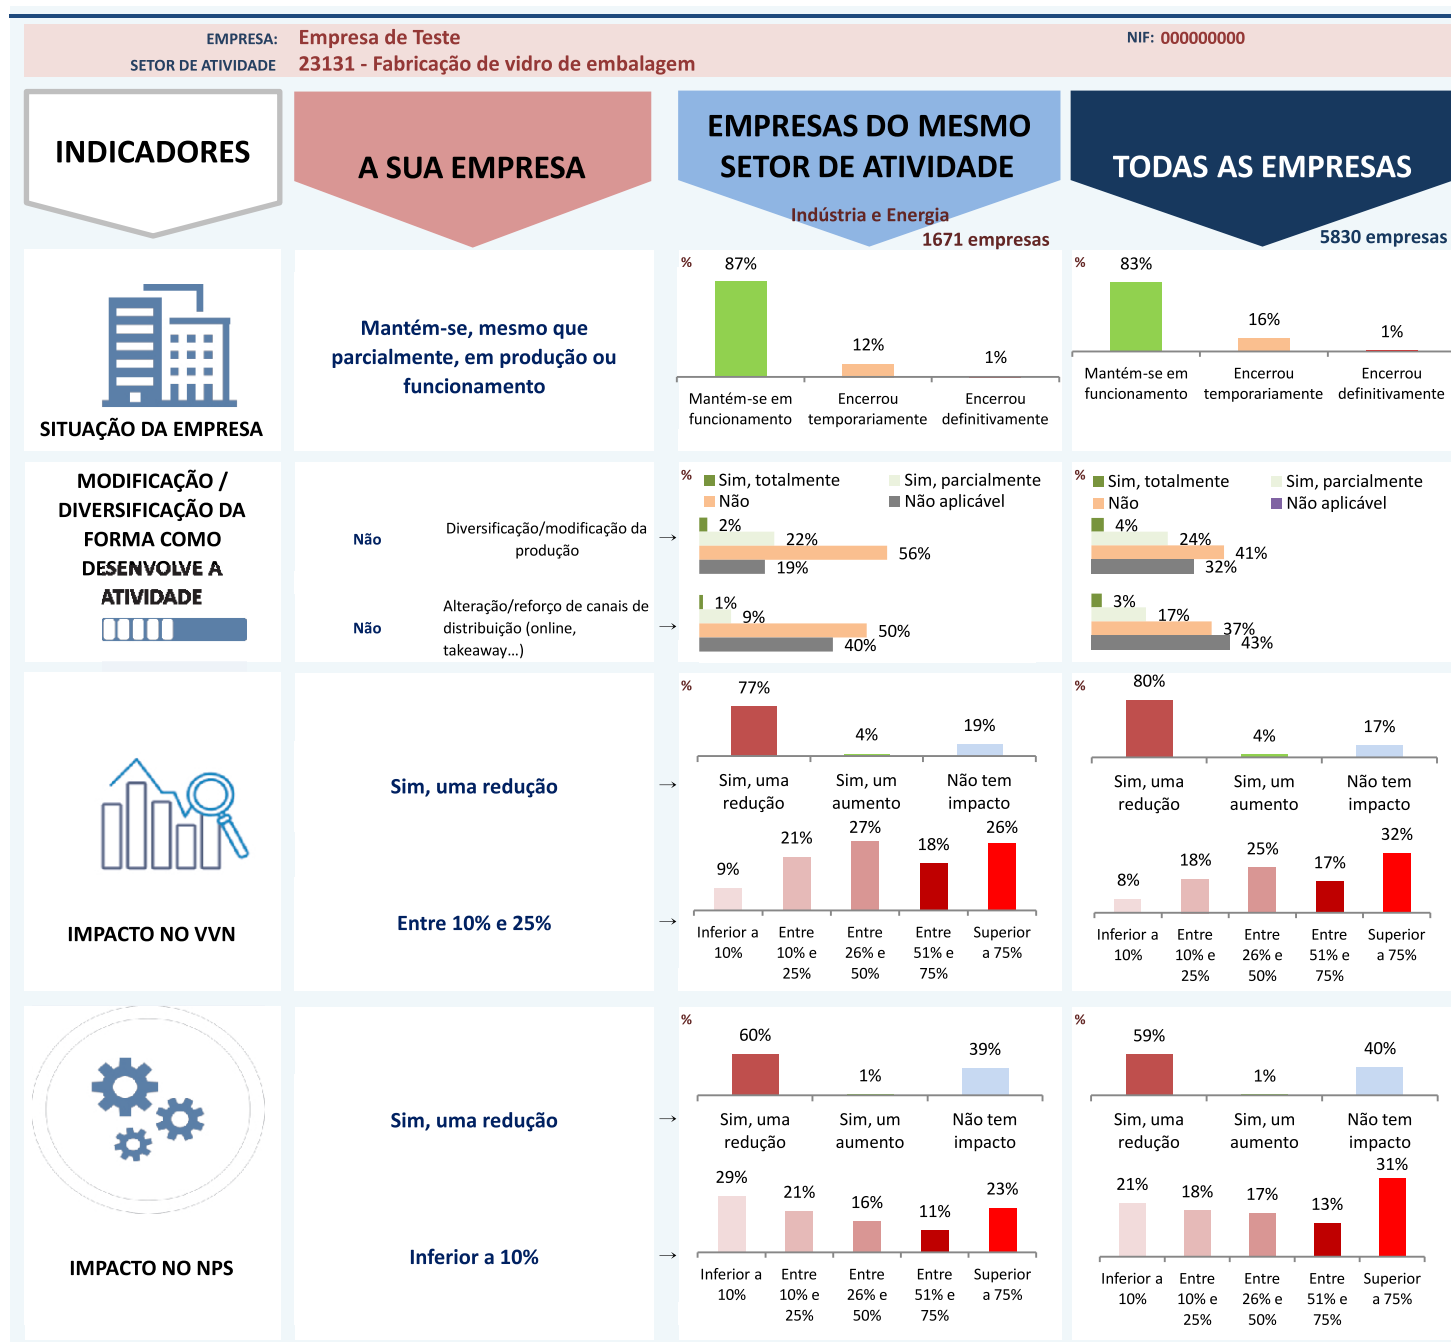 EMPRESA: Empresa de Teste NIF: 000000000
SETOR DE ATIVIDADE 23131 - Fabricação de vidro de embalagem
INDICADORES
A SUA EMPRESA
EMPRESAS DO MESMO
SETOR DE ATIVIDADE
Indústria e Energia
1671 empresas
TODAS AS EMPRESAS
5830 empresas
SITUAÇÃO DA EMPRESA
Mantém-se, mesmo que
parcialmente, em produção ou
funcionamento
%
87%
12%
1%
Mantém-se em
funcionamento
Encerrou
temporariamente
Encerrou
definitivamente
%
83%
16%
1%
Mantém-se em
funcionamento
Encerrou
temporariamente
Encerrou
definitivamente
MODIFICAÇÃO /
DIVERSIFICAÇÃO DA
FORMA COMO
DESENVOLVE A
ATIVIDADE
Não
Diversificação/modificação da
produção
→
Não
Alteração/reforço de canais de
distribuição (online,
takeaway...)
→
%
Sim, totalmente
Sim, parcialmente
Não
Não aplicável
2%
22%
56%
19%
1%
9%
50%
40%
%
Sim, totalmente
Sim, parcialmente
Não
Não aplicável
4%
24%
41%
32%
3%
17%
37%
43%
IMPACTO NO VVN
Sim, uma redução
→
Entre 10% e 25%
→
%
77%
4%
19%
Sim, uma
redução
Sim, um
aumento
Não tem
impacto
9%
21%
27%
18%
26%
Inferior a
10%
Entre
10% e
25%
Entre
26% e
50%
Entre
51% e
75%
Superior
a 75%
%
80%
4%
17%
Sim, uma
redução
Sim, um
aumento
Não tem
impacto
8%
18%
25%
17%
32%
Inferior a
10%
Entre
10% e
25%
Entre
26% e
50%
Entre
51% e
75%
Superior
a 75%
IMPACTO NO NPS
Sim, uma redução
→
Inferior a 10%
→
%
60%
1%
39%
Sim, uma
redução
Sim, um
aumento
Não tem
impacto
29%
21%
16%
11%
23%
Inferior a
10%
Entre
10% e
25%
Entre
26% e
50%
Entre
51% e
75%
Superior
a 75%
%
59%
1%
40%
Sim, uma
redução
Sim, um
aumento
Não tem
impacto
21%
18%
17%
13%
31%
Inferior a
10%
Entre
10% e
25%
Entre
26% e
50%
Entre
51% e
75%
Superior
a 75%